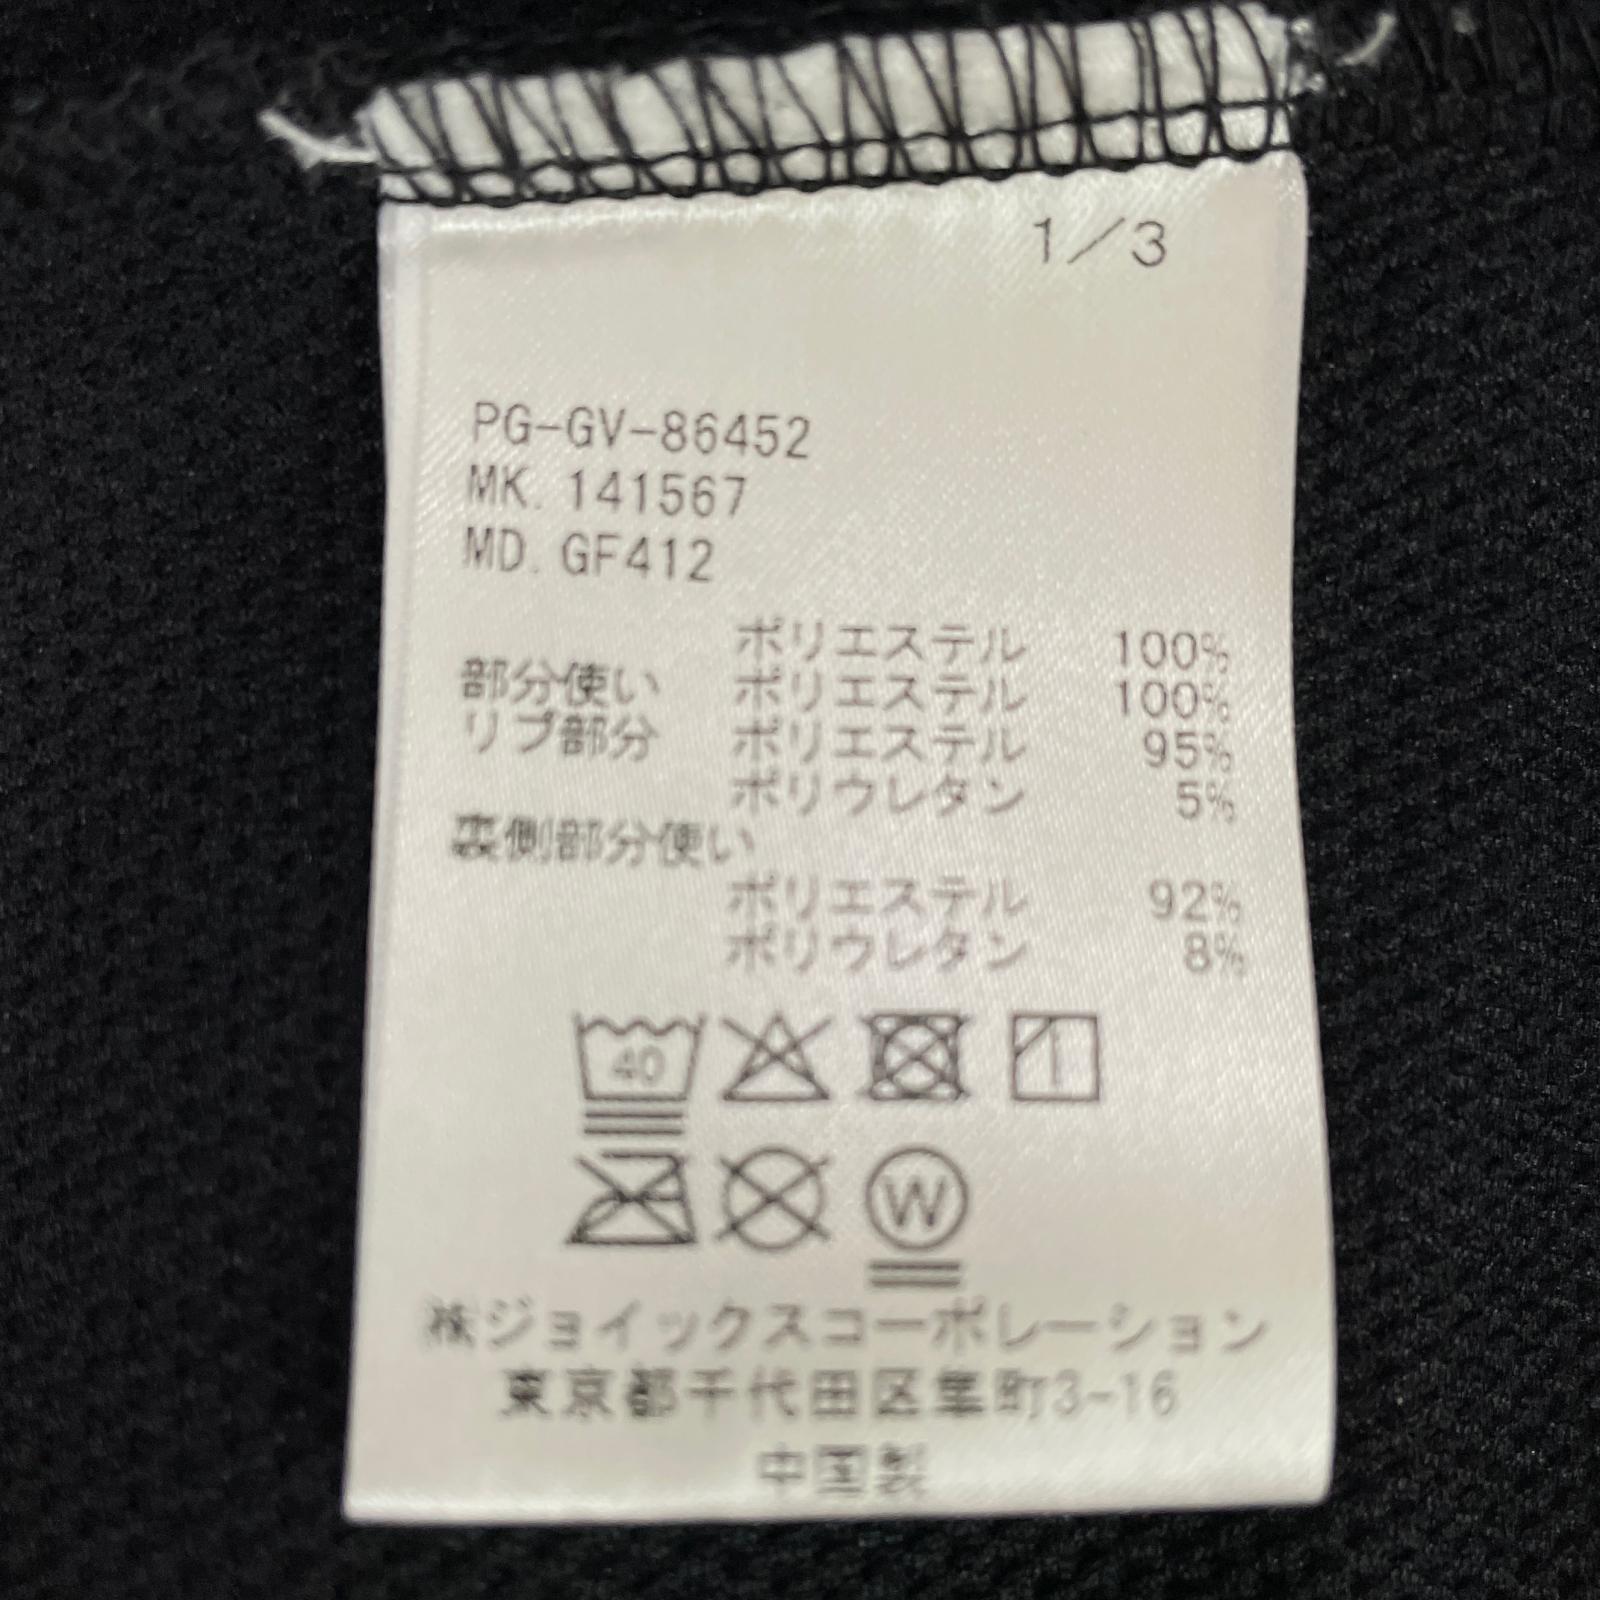 1/3
PG-GV-86452
MK. 141567
MD. GF412
ポリエステル 100%
部分使い ポリエステル 100%
リブ部分 ポリエステル 95%
ポリウレタン 5%
裏側部分使い
ポリエステル 92%
ポリウレタン 8%
40
W
㈱ジョイックスコーポレーション
東京都千代田区隼町3-16
中国製